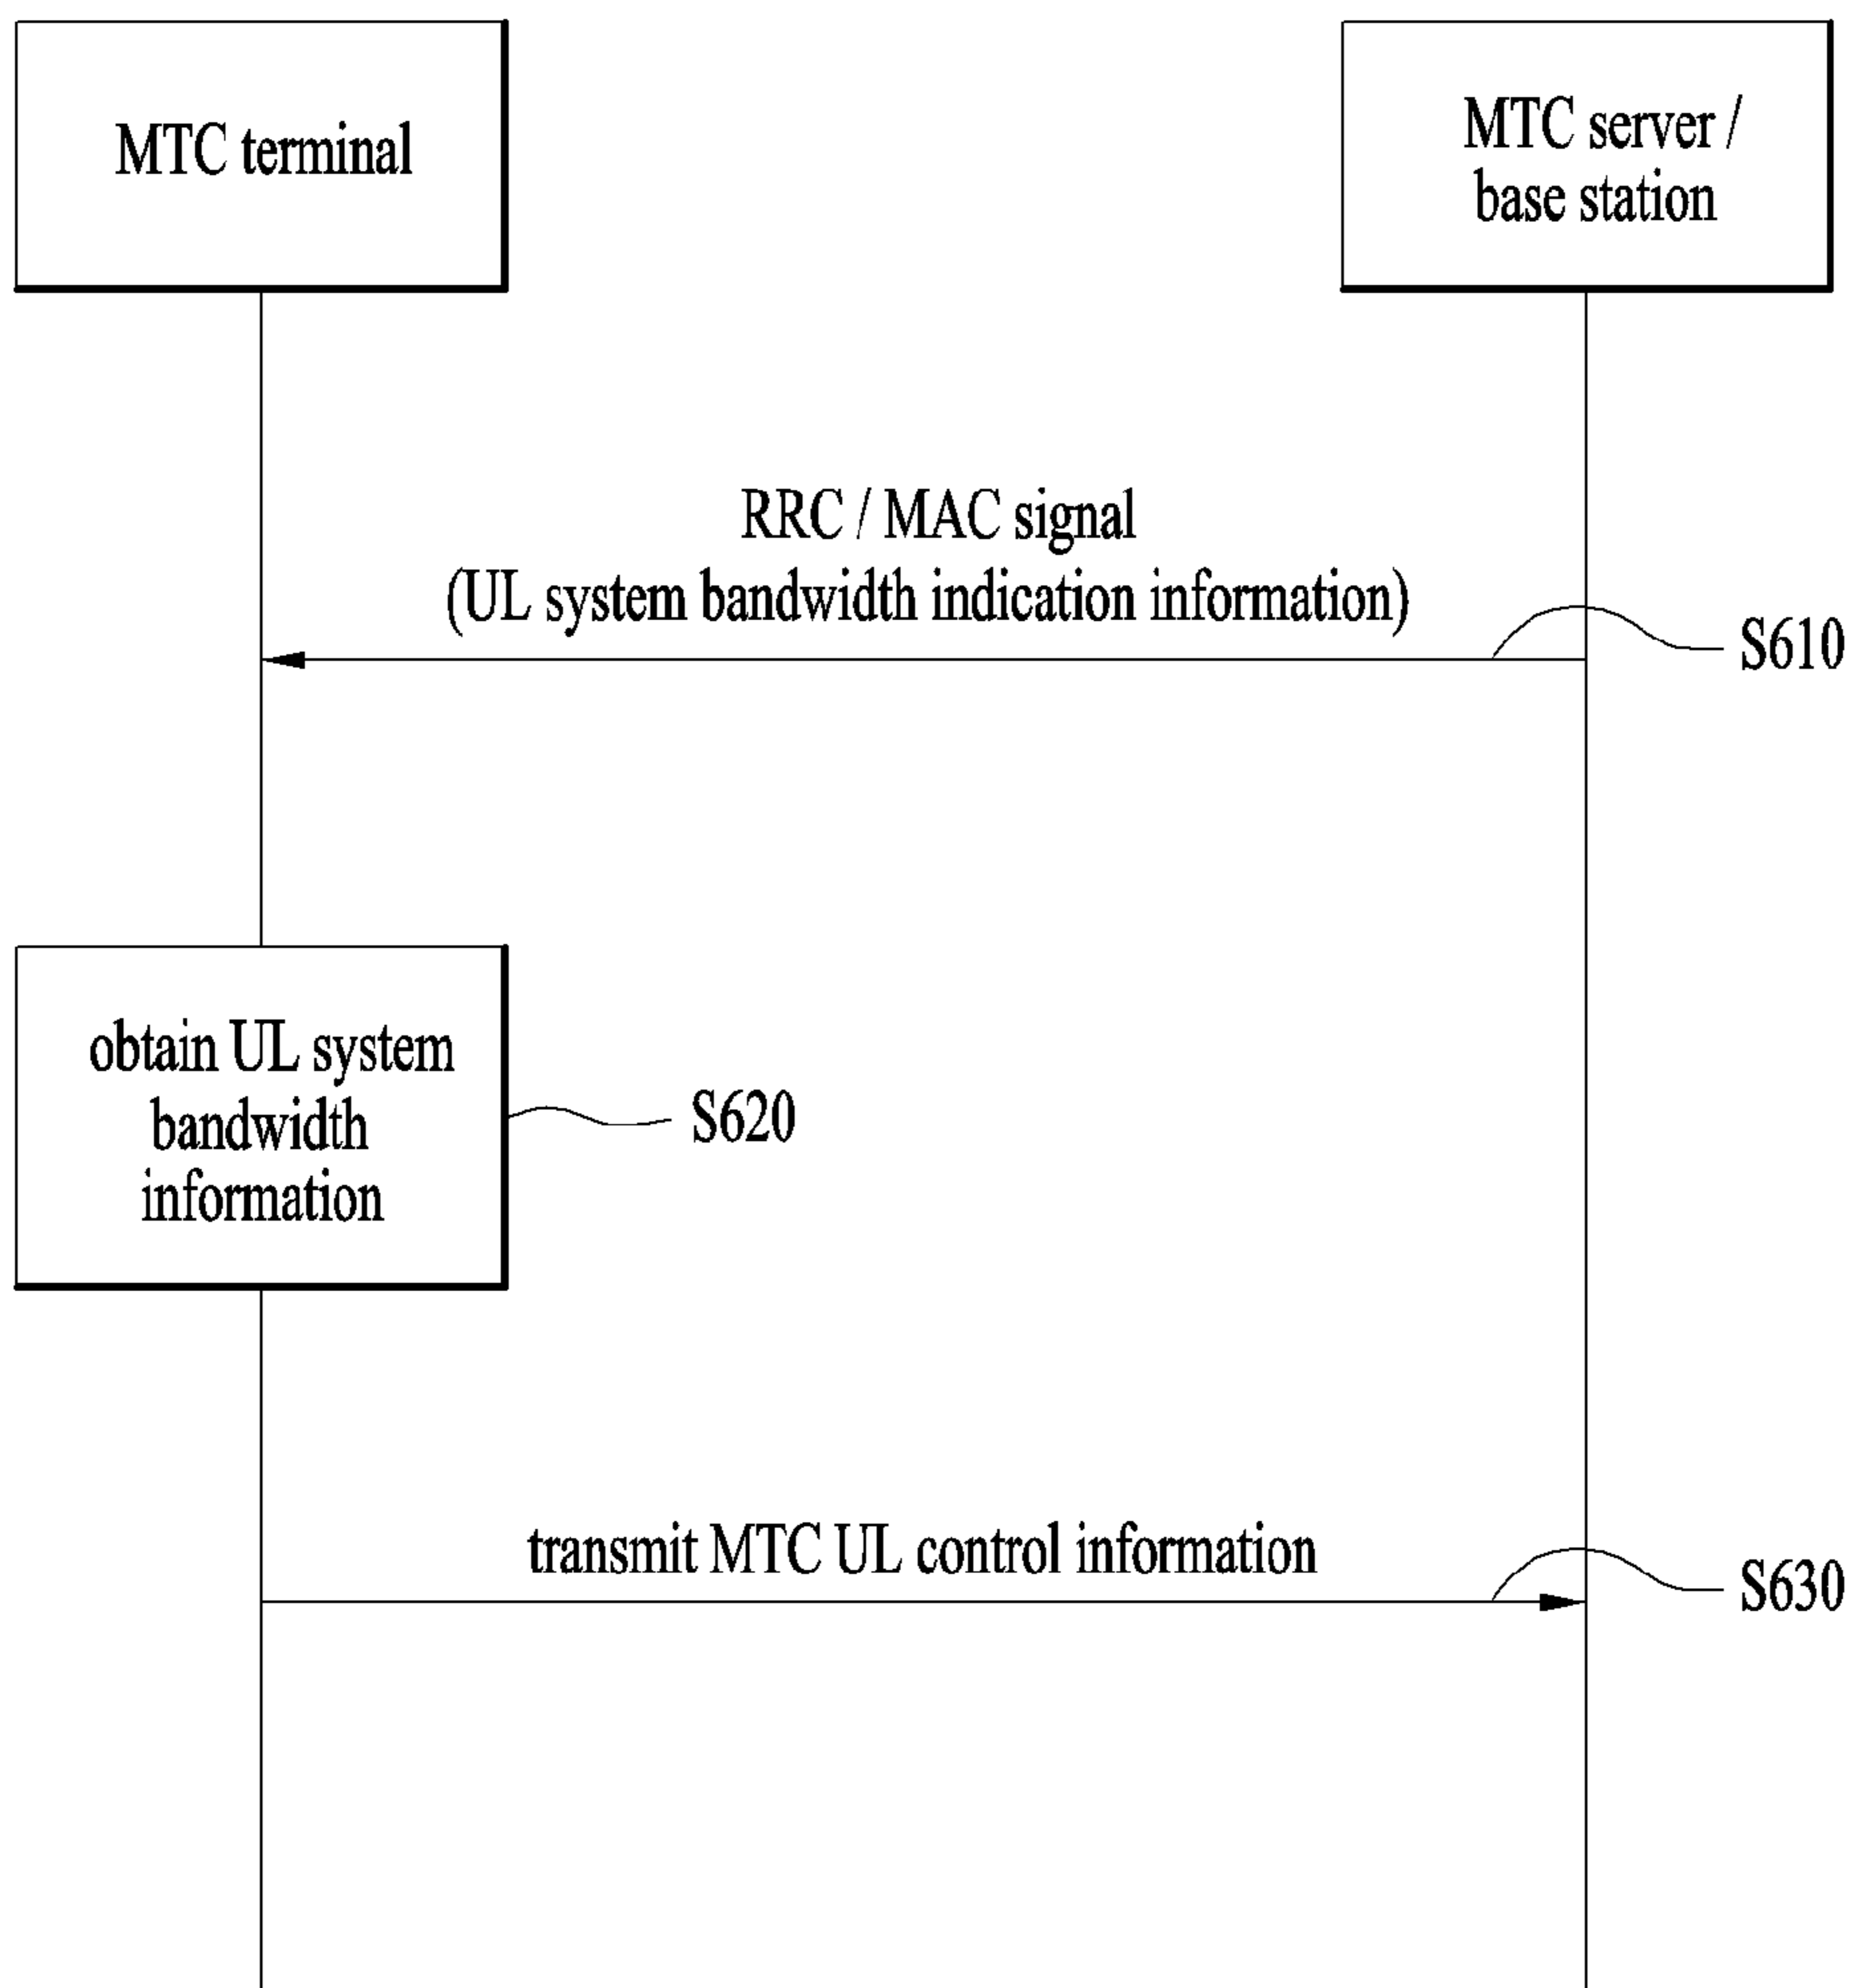 MTC terminal
MTC server /
base station
RRC / MAC signal
(UL system bandwidth indication information)
S610
obtain UL system
bandwidth
information
S620
transmit MTC UL control information
S630